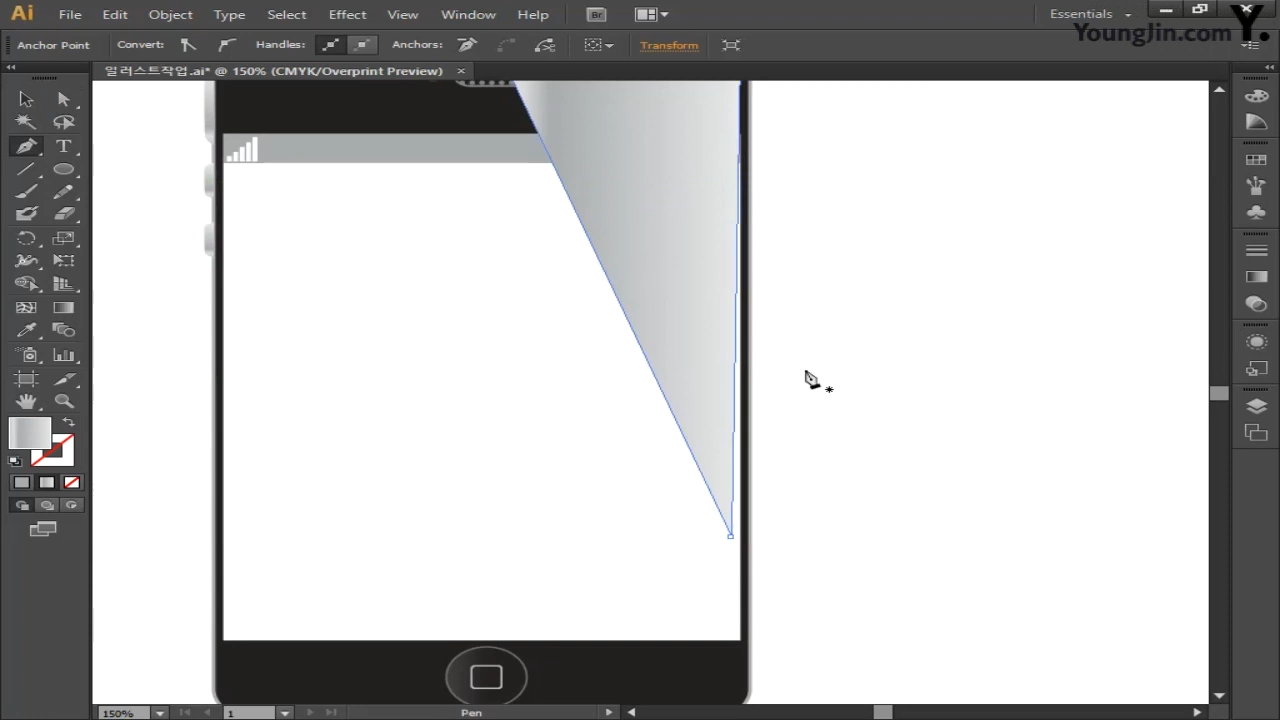 Ai File Edit Object Type Select Effect View Window Help Br Essentials
YoungJin.com Y.
Anchor Point Convert: Handles: Anchors: Transform
일러스트작업.ai* @ 150% (CMYK/Overprint Preview) ×
T
150% 1 Pen